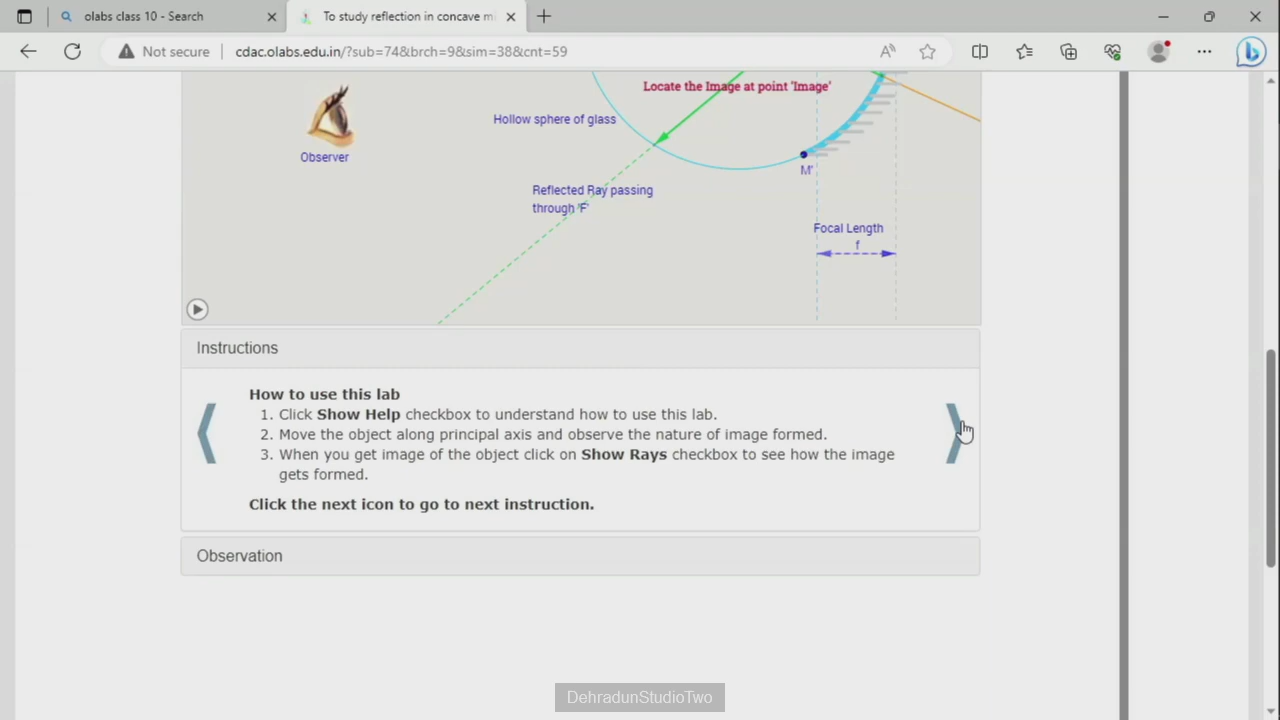 olabs class 10 - Search
To study reflection in concave mi
Not secure
cdac.olabs.edu.in/?sub=74&brch=9&sim=38&cnt=59
Locate the Image at point 'Image'
Hollow sphere of glass
Observer
M'
Reflected Ray passing
through 'F'
Focal Length
f
Instructions
How to use this lab
1. Click Show Help checkbox to understand how to use this lab.
2. Move the object along principal axis and observe the nature of image formed.
3. When you get image of the object click on Show Rays checkbox to see how the image
gets formed.
Click the next icon to go to next instruction.
Observation
DehradunStudioTwo